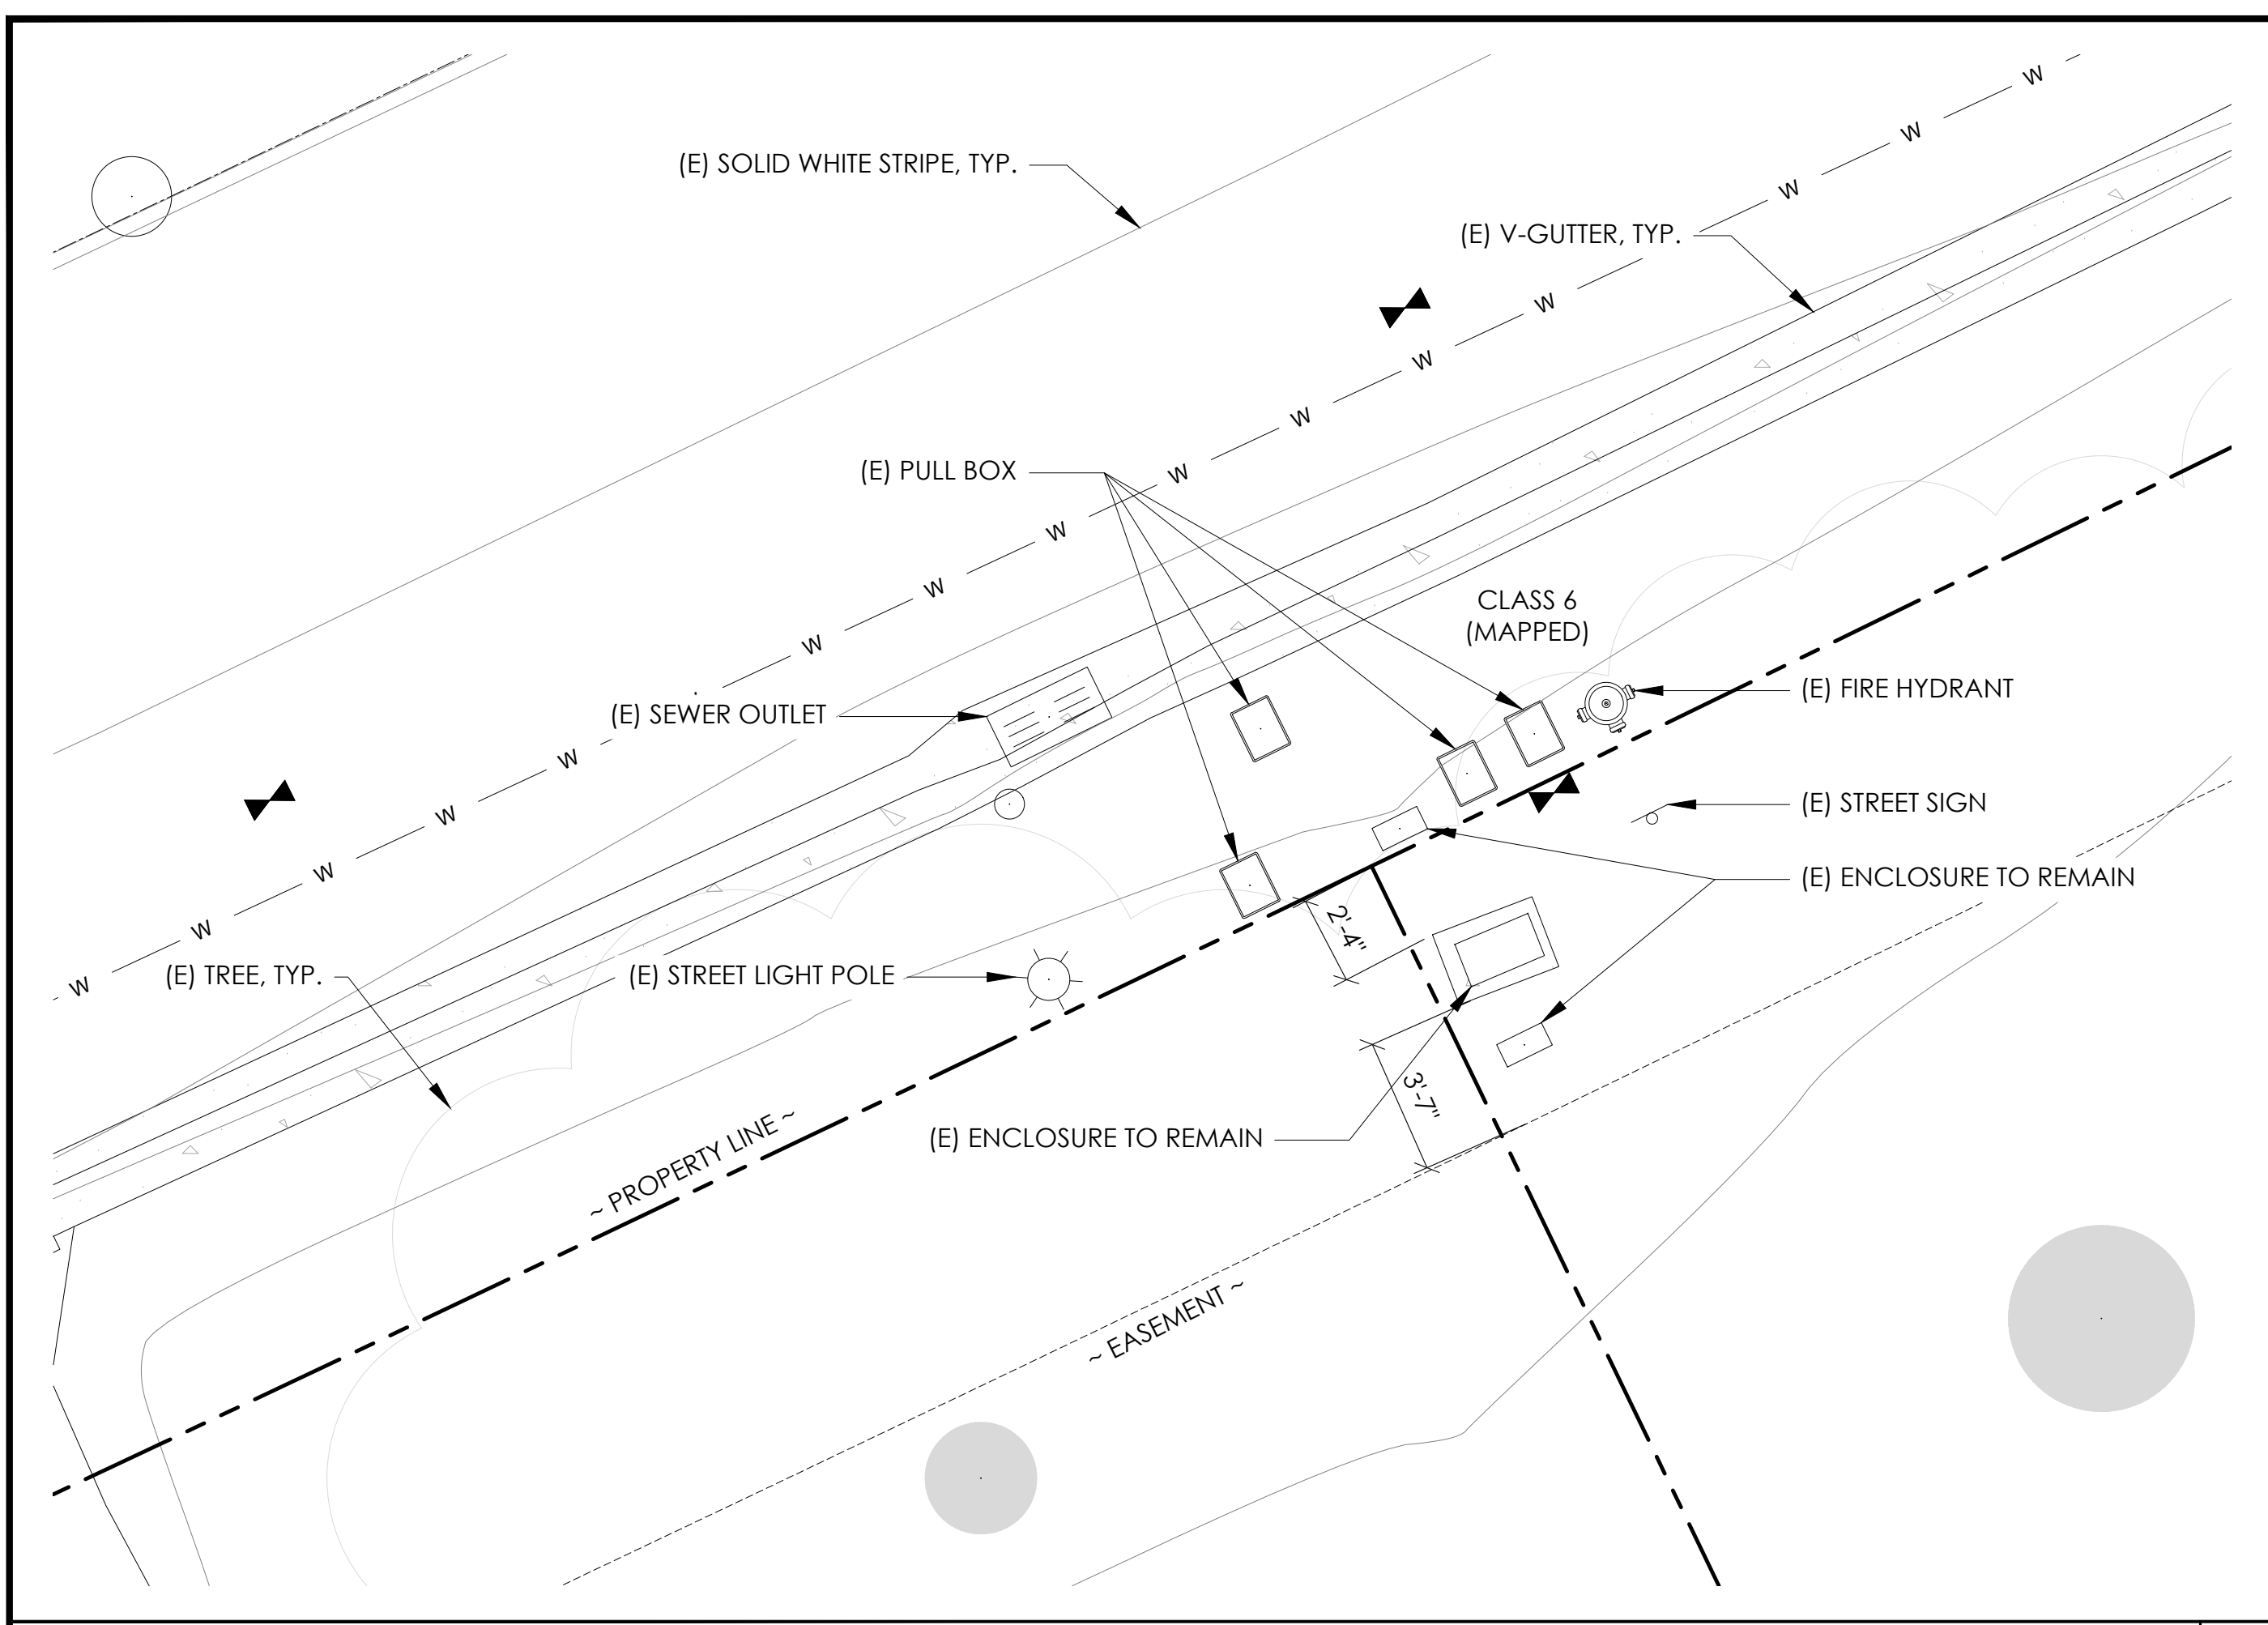 W
W
(E) SOLID WHITE STRIPE, TYP.
W
(E) V-GUTTER, TYP.
W
W
W
(E) PULL BOX
W
W
W
CLASS 6
(MAPPED)
W
(E) FIRE HYDRANT
(E) SEWER OUTLET
W
(E) STREET SIGN
W
W
(E) ENCLOSURE TO REMAIN
W
2'-4"
(E) TREE, TYP.
(E) STREET LIGHT POLE
W
3'-7"
(E) ENCLOSURE TO REMAIN
~ PROPERTY LINE ~
~ EASEMENT ~